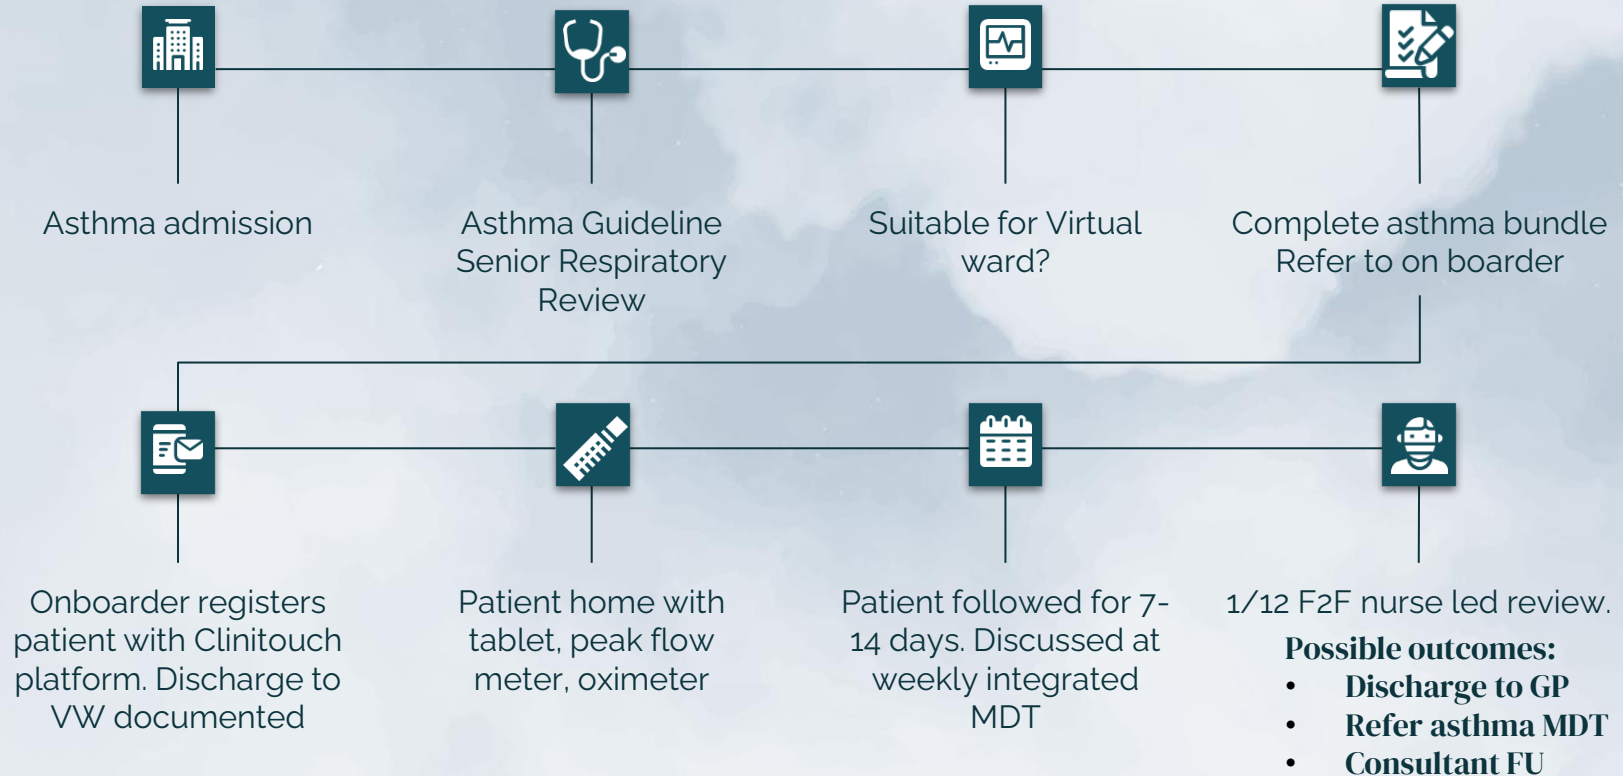 Asthma admission
Asthma Guideline
Senior Respiratory
Review
Suitable for Virtual
ward?
Complete asthma bundle
Refer to on boarder
Onboarder registers
patient with Clinitouch
platform. Discharge to
VW documented
Patient home with
tablet, peak flow
meter, oximeter
Patient followed for 7-
14 days. Discussed at
weekly integrated
MDT
1/12 F2F nurse led review.
Possible outcomes:
• Discharge to GP
• Refer asthma MDT
• Consultant FU